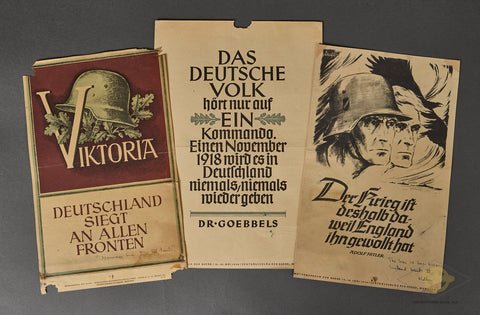 VIKTORIA
DEUTSCHLAND
SIEGT
AN ALLEN
FRONTEN
DAS
DEUTSCHE
VOLK
hört nur auf
EIN
Kommando.
Einen November
1918 wird es in
Deutschland
niemals, niemals
wieder geben
DR·GOEBBELS
Der Krieg ist
deshalb da-
weil England
ihn gewolt hat
ADOLF HITLER